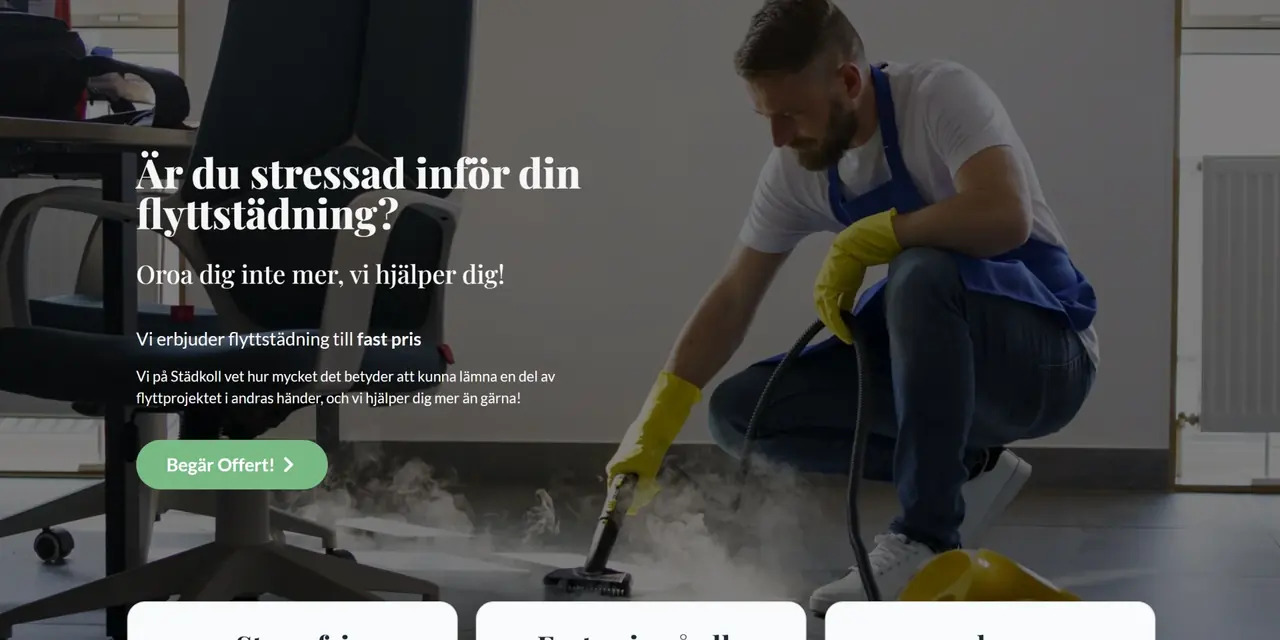 Är du stressad inför din
flyttstädning?
Oroa dig inte mer, vi hjälper dig!
Vi erbjuder flyttstädning till fast pris
Vi på Städkoll vet hur mycket det betyder att kunna lämna en del av
flyttprojektet i andras händer, och vi hjälper dig mer än gärna!
Begär Offert!